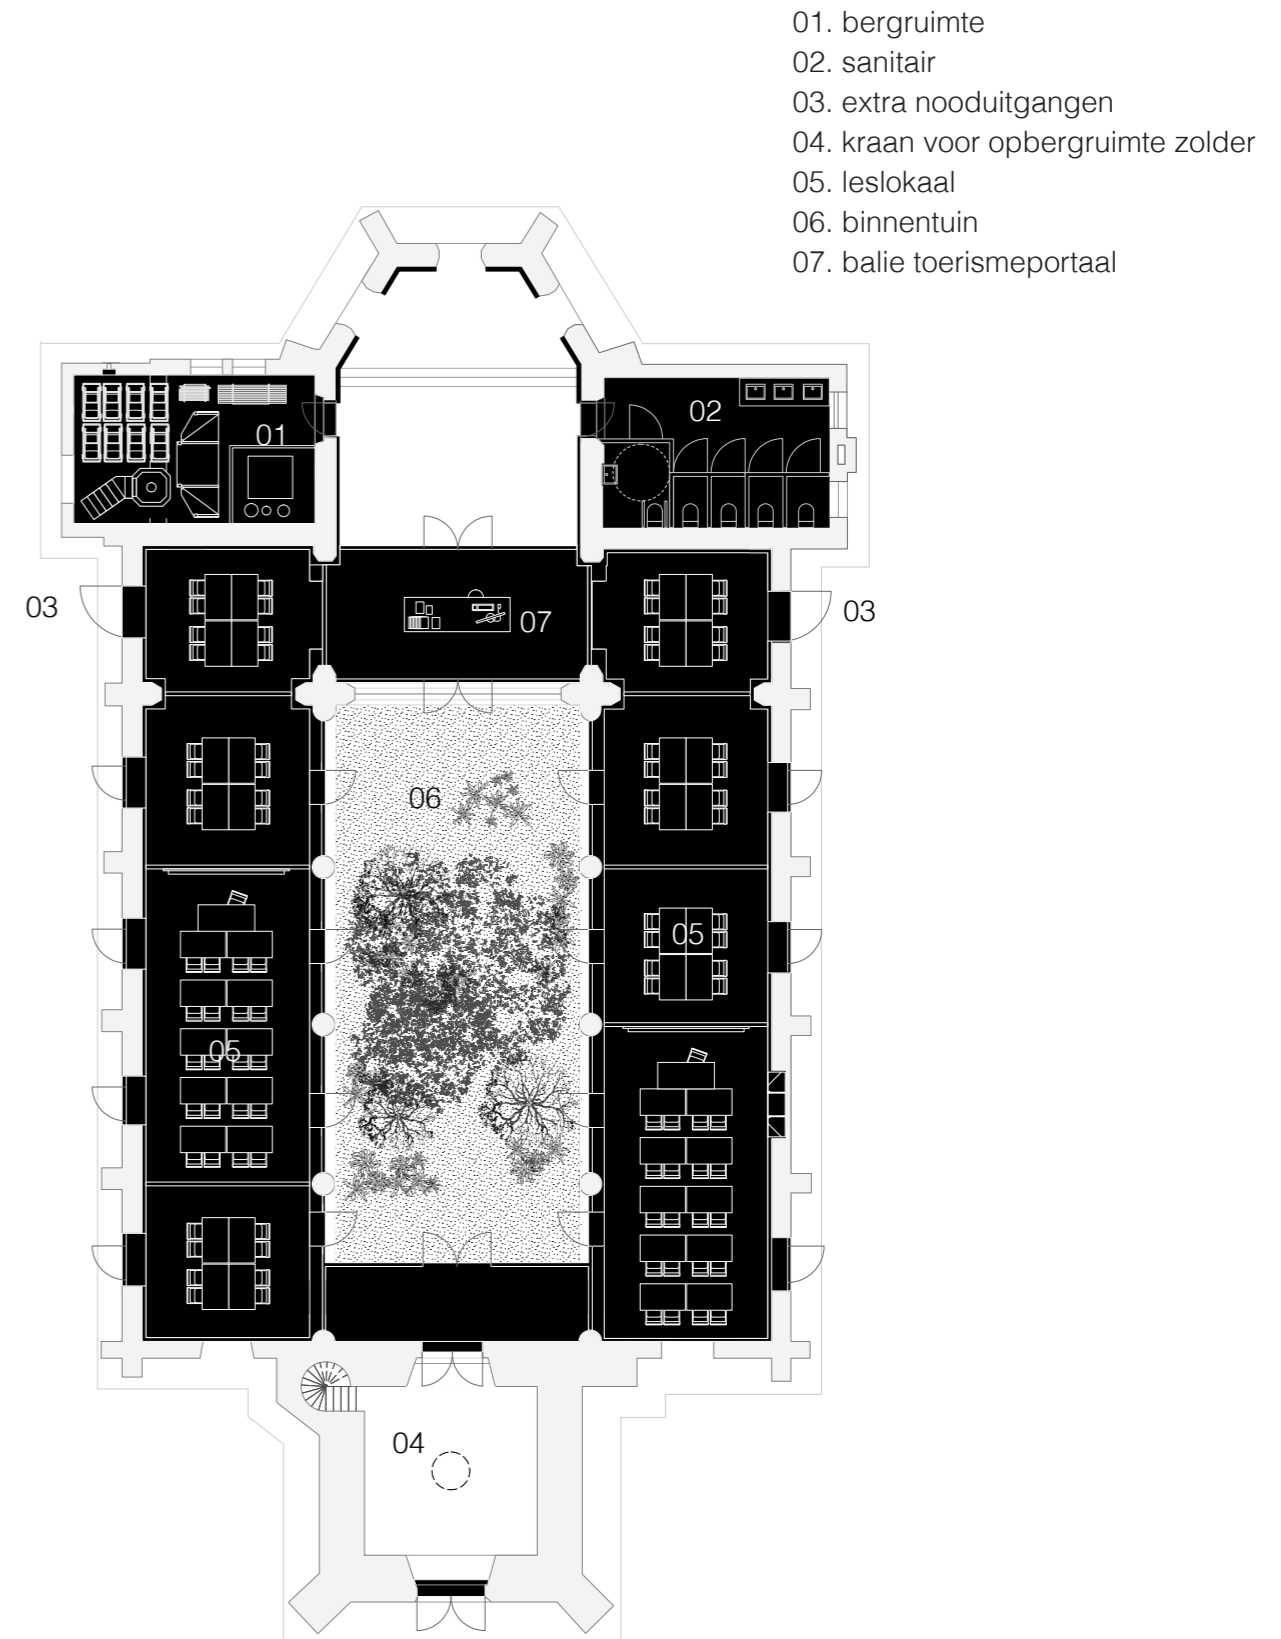 01. bergruimte
02. sanitair
03. extra nooduitgangen
04. kraan voor opbergruimte zolder
05. leslokaal
06. binnentuin
07. balie toerismeportaal
02
01
03
07
03
06
05
05
04